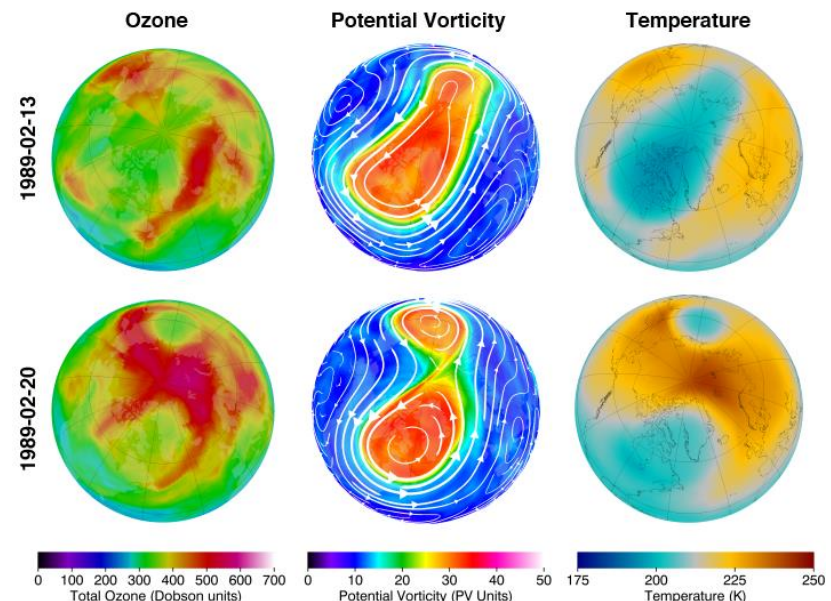 Ozone
Potential Vorticity
Temperature
1989-02-13
1989-02-20
0 100 200 300 400 500 600 700
Total Ozone (Dobson units)
0 10 20 30 40 50
Potential Vorticity (PV Units)
175 200 225 250
Temperature (K)